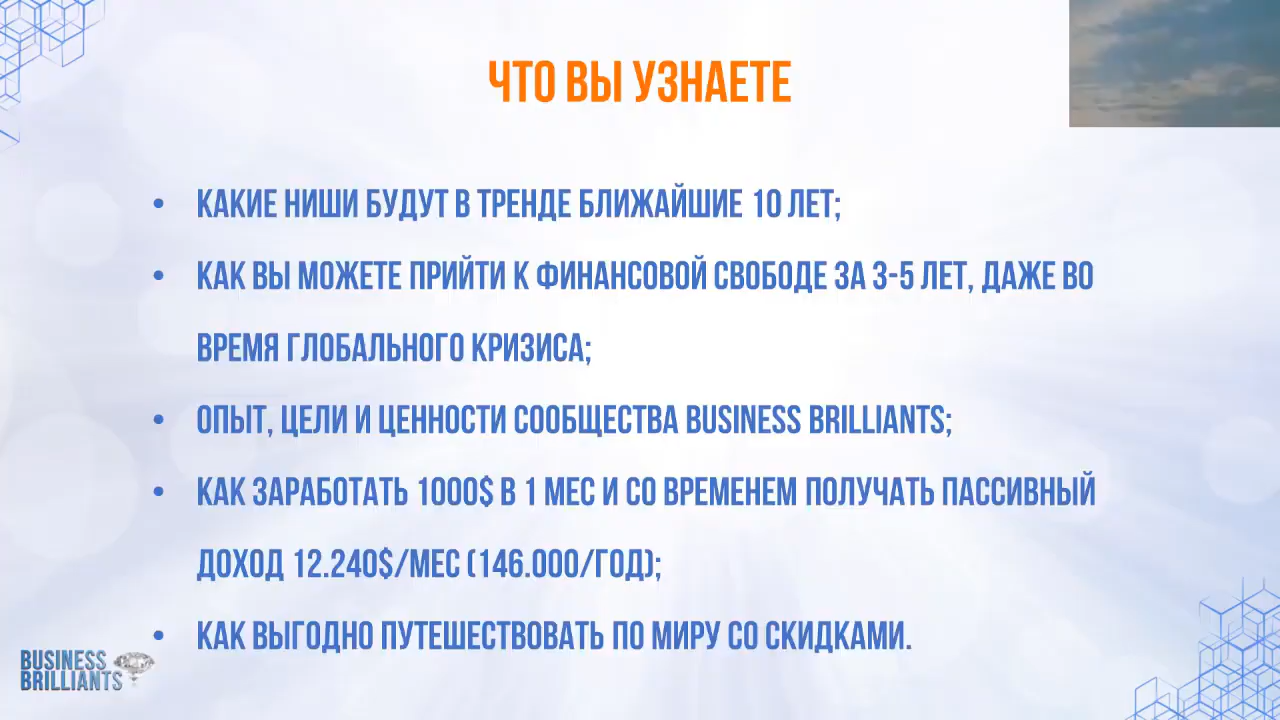 ЧТО ВЫ УЗНАЕТЕ
• КАКИЕ НИШИ БУДУТ В ТРЕНДЕ БЛИЖАЙШИЕ 10 ЛЕТ;
• КАК ВЫ МОЖЕТЕ ПРИЙТИ К ФИНАНСОВОЙ СВОБОДЕ ЗА 3-5 ЛЕТ, ДАЖЕ ВО
ВРЕМЯ ГЛОБАЛЬНОГО КРИЗИСА;
• ОПЫТ, ЦЕЛИ И ЦЕННОСТИ СООБЩЕСТВА BUSINESS BRILLIANTS;
• КАК ЗАРАБОТАТЬ 1000$ В 1 МЕС И СО ВРЕМЕНЕМ ПОЛУЧАТЬ ПАССИВНЫЙ
ДОХОД 12.240$/МЕС (146.000/ГОД);
• КАК ВЫГОДНО ПУТЕШЕСТВОВАТЬ ПО МИРУ СО СКИДКАМИ.
BUSINESS
BRILLIANTS